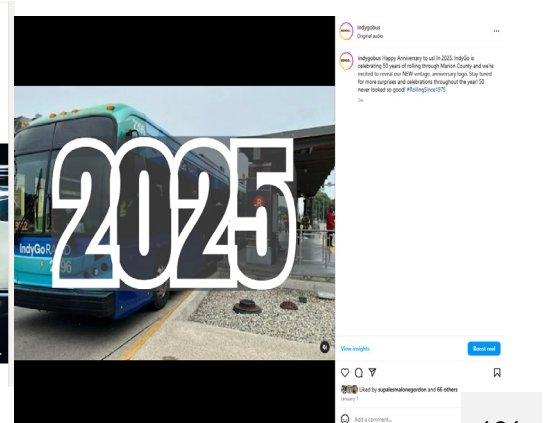 indygobus
Original audio
indygobus Happy Anniversary to us! In 2025, IndyGo is
celebrating 50 years of rolling through Marion County and we're
excited to reveal our NEW vintage, anniversary logo. Stay tuned
for more surprises and celebrations throughout the year! 50
never looked so good! #RollingSince1975
2025
IndyGo
View insights
Boost reel
Liked by supalesmalonegordon and 66 others
January 1
Add a comment...